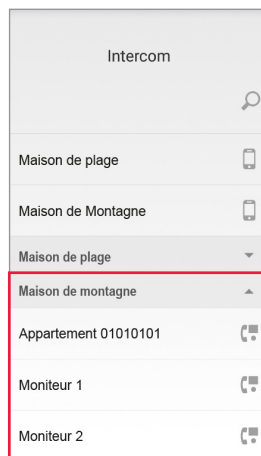 Intercom
Maison de plage
Maison de Montagne
Maison de plage
Maison de montagne
Appartement 01010101
Moniteur 1
Moniteur 2